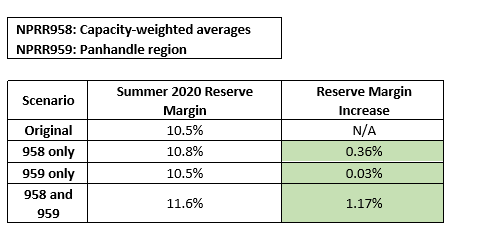 NPRR958: Capacity-weighted averages
NPRR959: Panhandle region
Scenario Summer 2020 Reserve Margin Reserve Margin Increase
Original 10.5% N/A
958 only 10.8% 0.36%
959 only 10.5% 0.03%
958 and 959 11.6% 1.17%